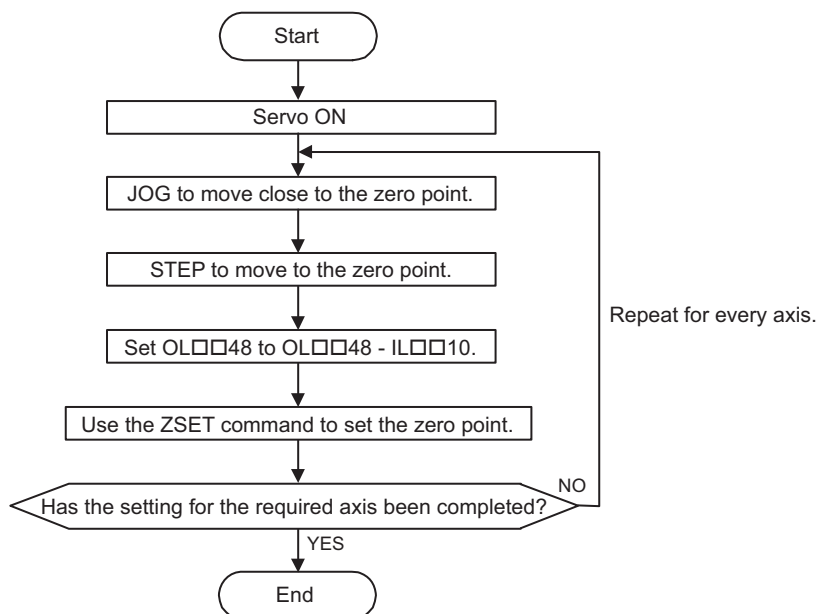 Start
Servo ON
JOG to move close to the zero point.
STEP to move to the zero point.
Repeat for every axis.
Set OL□□48 to OL□□48 - IL□□10.
Use the ZSET command to set the zero point.
Has the setting for the required axis been completed?
NO
YES
End